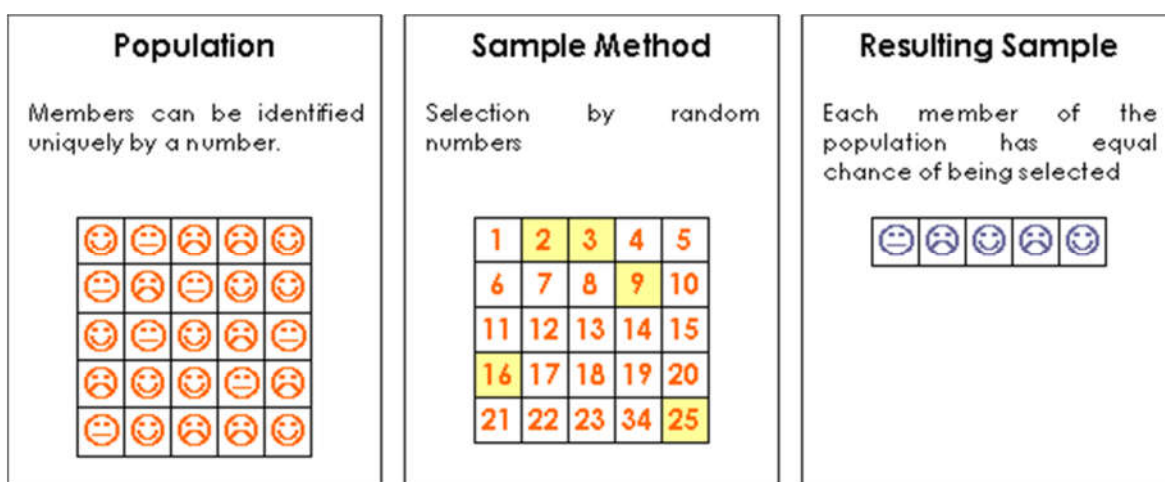 Population
Members can be identified
uniquely by a number.
Sample Method
Selection by random
numbers
1 2 3 4 5
6 7 8 9 10
11 12 13 14 15
16 17 18 19 20
21 22 23 34 25
Resulting Sample
Each member of the
population has equal
chance of being selected